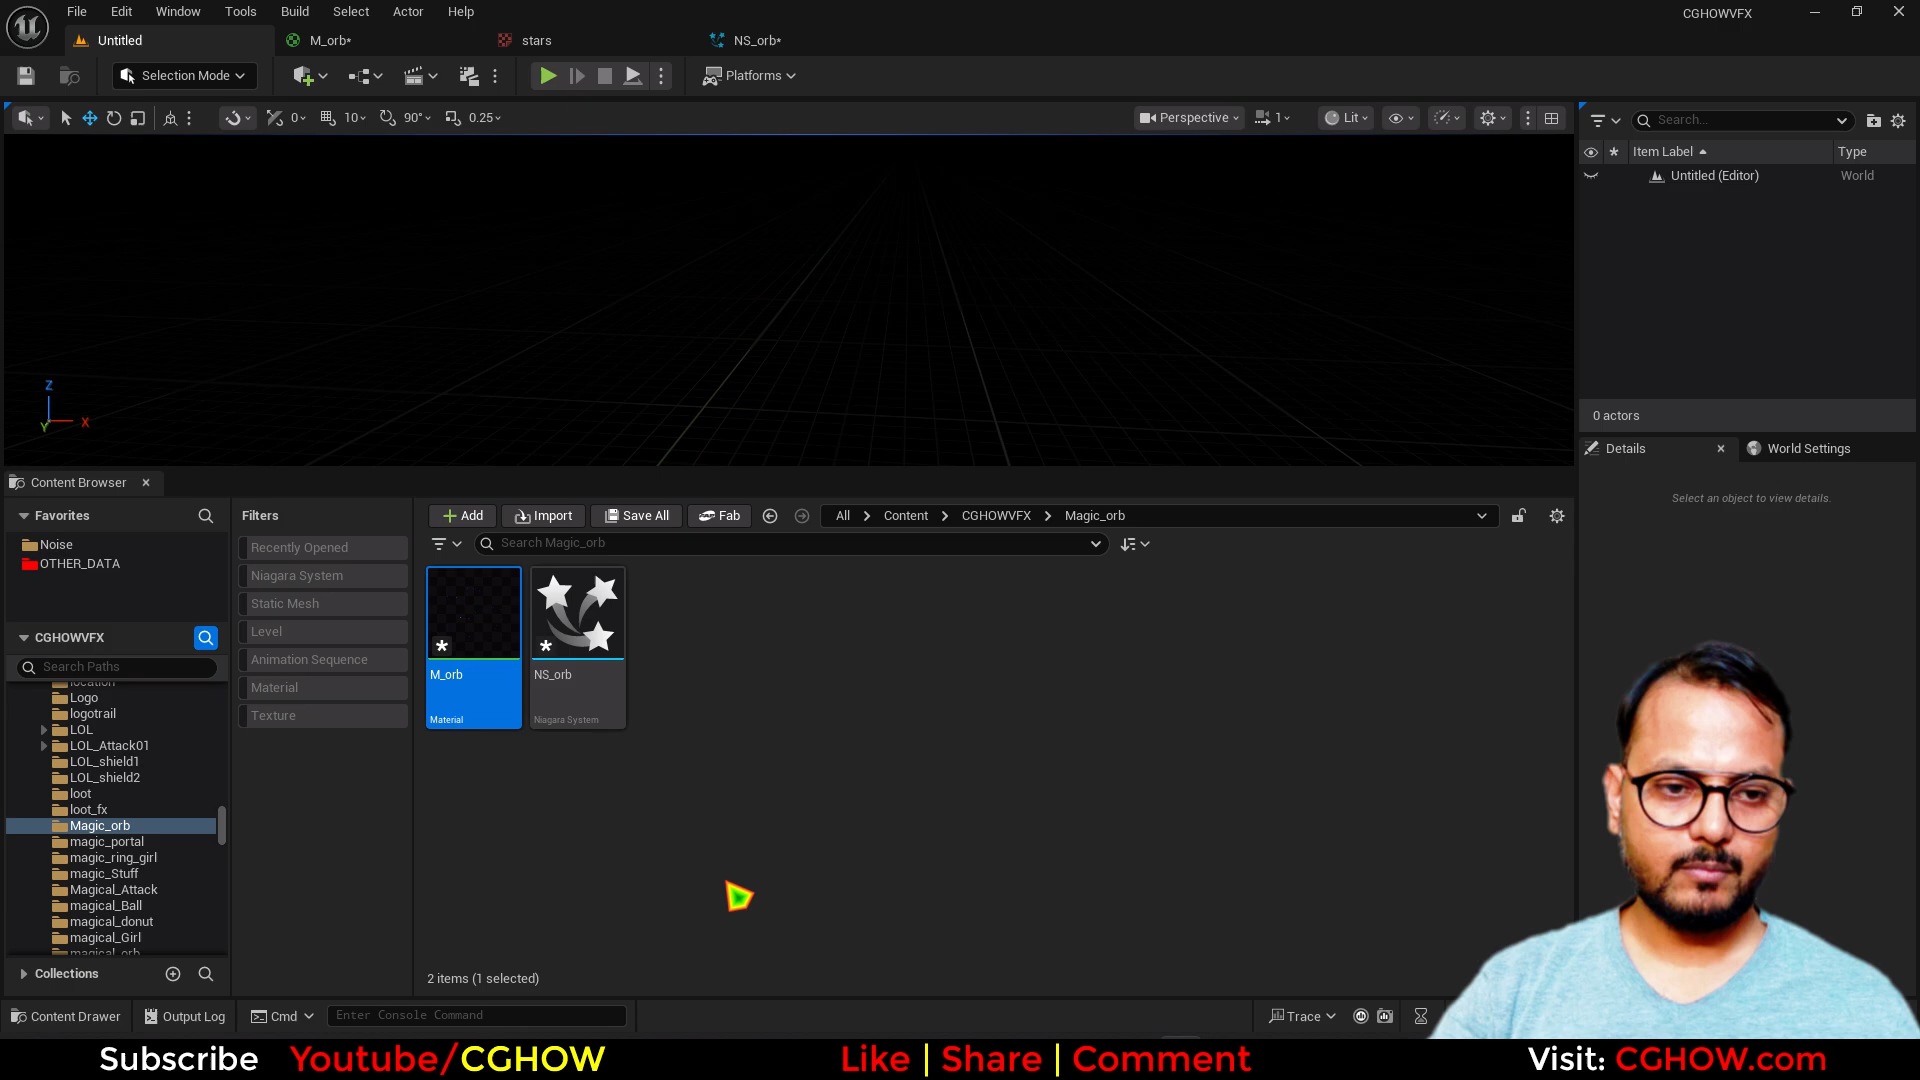 File Edit Window Tools Build Select Actor Help CGHOWVFX
Untitled M_orb* stars NS_orb*
Selection Mode Platforms
0 10 90° 0.25 Perspective 1 Lit Search...
Item Label Type
Untitled (Editor) World
Z
X
Y
0 actors
Details World Settings
Select an object to view details.
Content Browser
Favorites
Noise
OTHER_DATA
CGHOWVFX
Search Paths
location
Logo
logotrail
LOL
LOL_Attack01
LOL_shield1
LOL_shield2
loot
loot_fx
Magic_orb
magic_portal
magic_ring_girl
magic_Stuff
Magical_Attack
magical_Ball
magical_donut
magical_Girl
magical_orb
Collections
Filters
Recently Opened
Niagara System
Static Mesh
Level
Animation Sequence
Material
Texture
Add Import Save All Fab All > Content > CGHOWVFX > Magic_orb
Search Magic_orb
M_orb NS_orb
Material Niagara System
2 items (1 selected)
Content Drawer Output Log Cmd Enter Console Command Trace
Subscribe Youtube/CGHOW Like | Share | Comment Visit: CGHOW.com